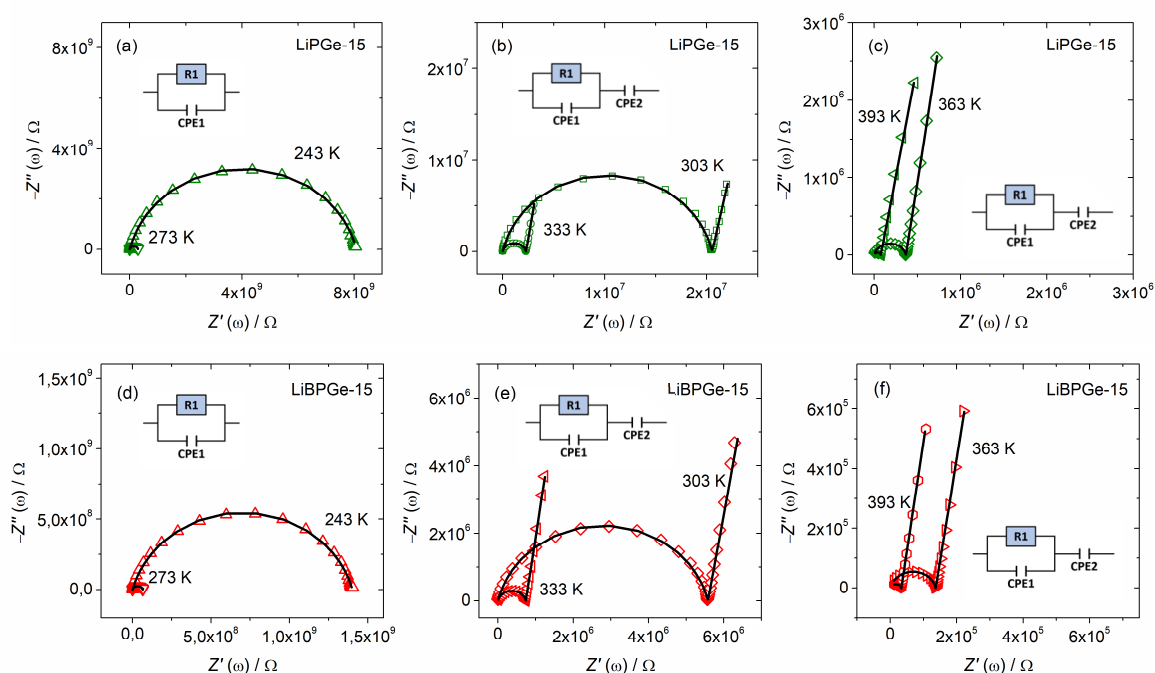 (a) LiPGe-15
R1
CPE1
243 K
273 K
8x10⁹
4x10⁹
0
0 4x10⁹ 8x10⁹
−Z″(ω) / Ω
Z′(ω) / Ω
(b) LiPGe-15
R1
CPE1
CPE2
303 K
333 K
2x10⁷
1x10⁷
0
0 1x10⁷ 2x10⁷
−Z″(ω) / Ω
Z′(ω) / Ω
(c) LiPGe-15
393 K
363 K
R1
CPE1
CPE2
3x10⁶
2x10⁶
1x10⁶
0
0 1x10⁶ 2x10⁶ 3x10⁶
−Z″(ω) / Ω
Z′(ω) / Ω
(d) LiBPGe-15
R1
CPE1
243 K
273 K
1,5x10⁹
1,0x10⁹
5,0x10⁸
0,0
0,0 5,0x10⁸ 1,0x10⁹ 1,5x10⁹
−Z″(ω) / Ω
Z′(ω) / Ω
(e) LiBPGe-15
R1
CPE1
CPE2
303 K
333 K
6x10⁶
4x10⁶
2x10⁶
0
0 2x10⁶ 4x10⁶ 6x10⁶
−Z″(ω) / Ω
Z′(ω) / Ω
(f) LiBPGe-15
363 K
393 K
R1
CPE1
CPE2
6x10⁵
4x10⁵
2x10⁵
0
0 2x10⁵ 4x10⁵ 6x10⁵
−Z″(ω) / Ω
Z′(ω) / Ω